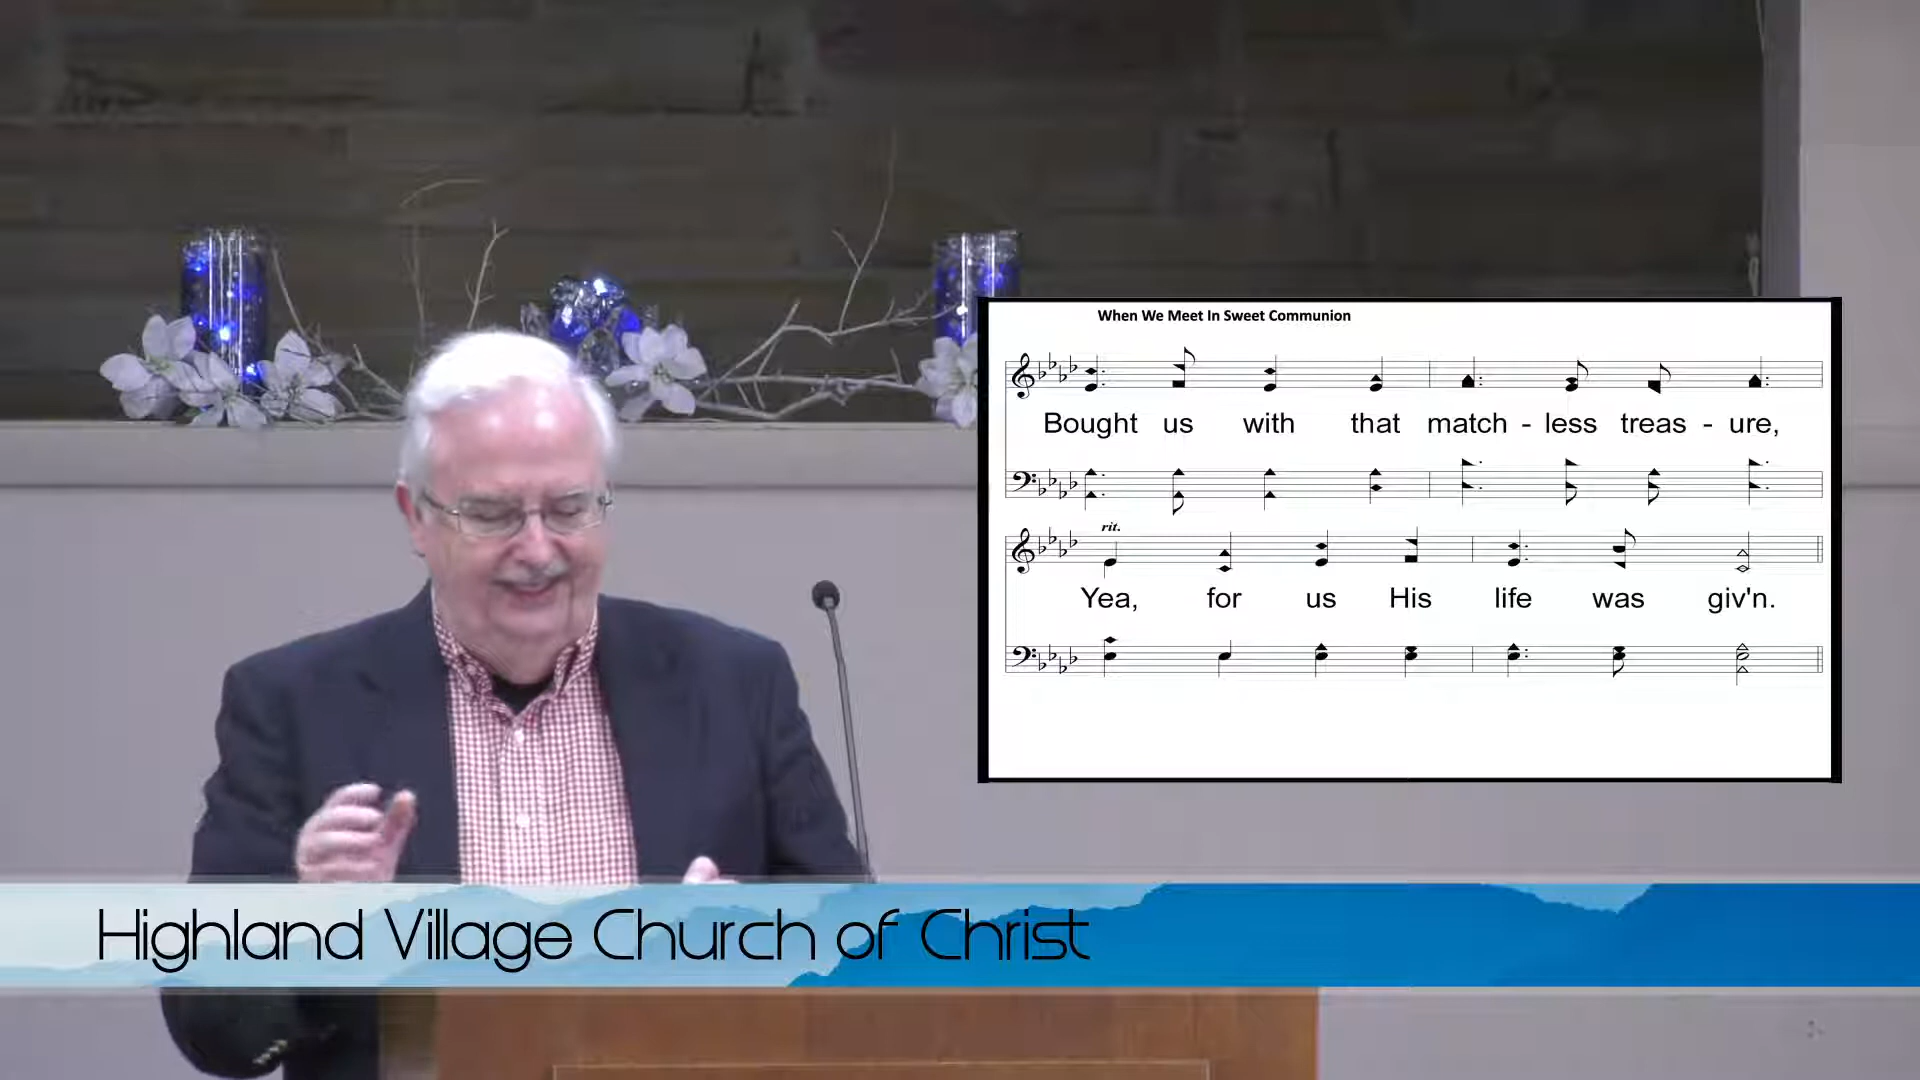 When We Meet In Sweet Communion
Bought us with that match - less treas - ure,
rit.
Yea, for us His life was giv'n.
Highland Village Church of Christ